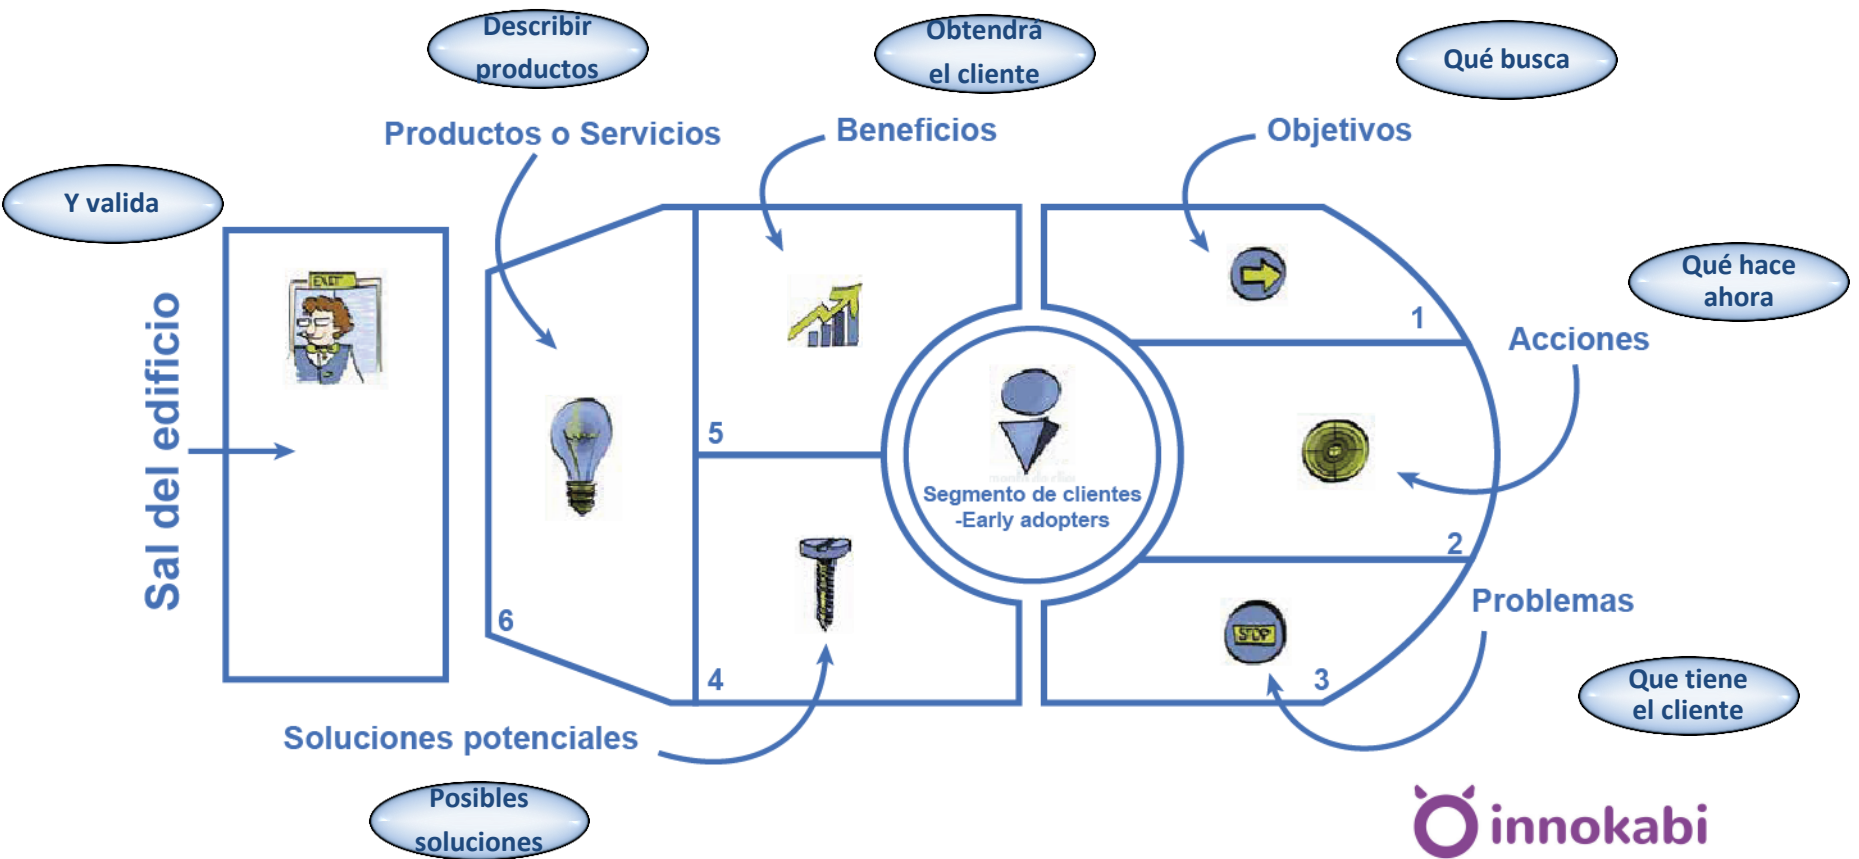 Describir
productos
Obtendrá
el cliente
Qué busca
Productos o Servicios
Beneficios
Objetivos
Y valida
Qué hace
ahora
EXIT
Sal del edificio
1
Acciones
5
Segmento de clientes
-Early adopters
2
Problemas
STOP
6
4
3
Que tiene
el cliente
Soluciones potenciales
Posibles
soluciones
innokabi